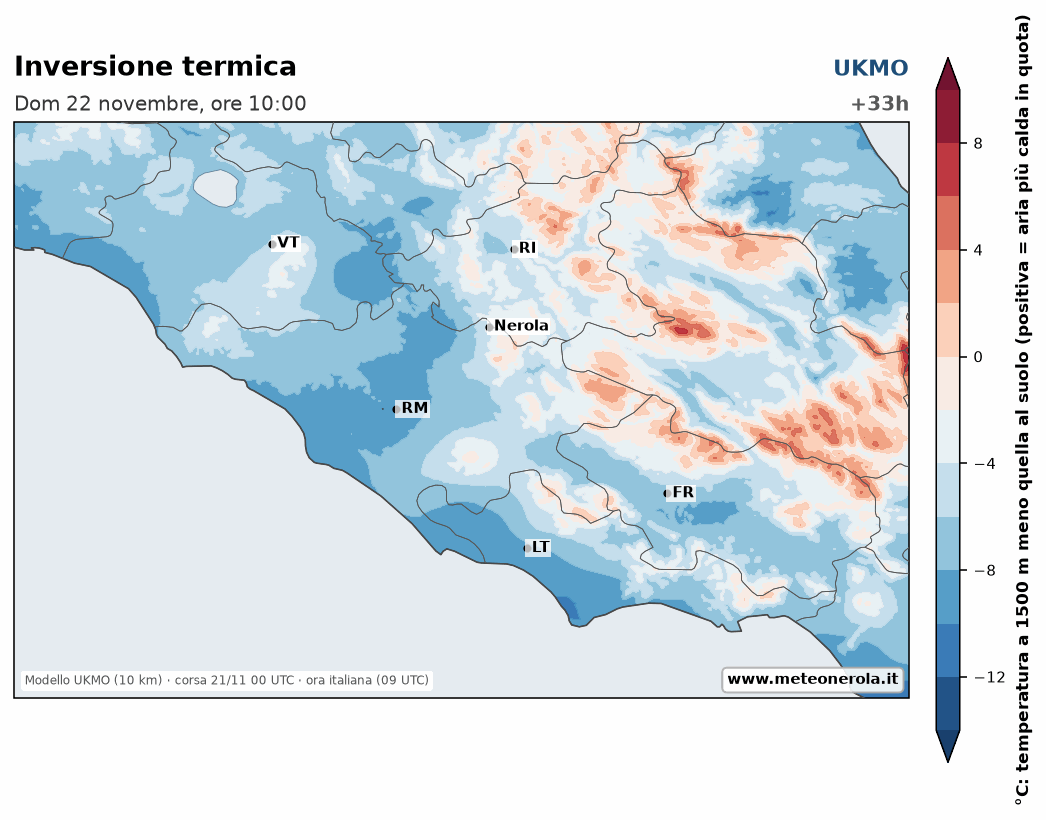 Inversione termica
UKMO
Dom 22 novembre, ore 10:00
+33h
VT
RI
Nerola
RM
FR
LT
Modello UKMO (10 km) · corsa 21/11 00 UTC · ora italiana (09 UTC)
www.meteonerola.it
8
4
0
−4
−8
−12
°C: temperatura a 1500 m meno quella al suolo (positiva = aria più calda in quota)